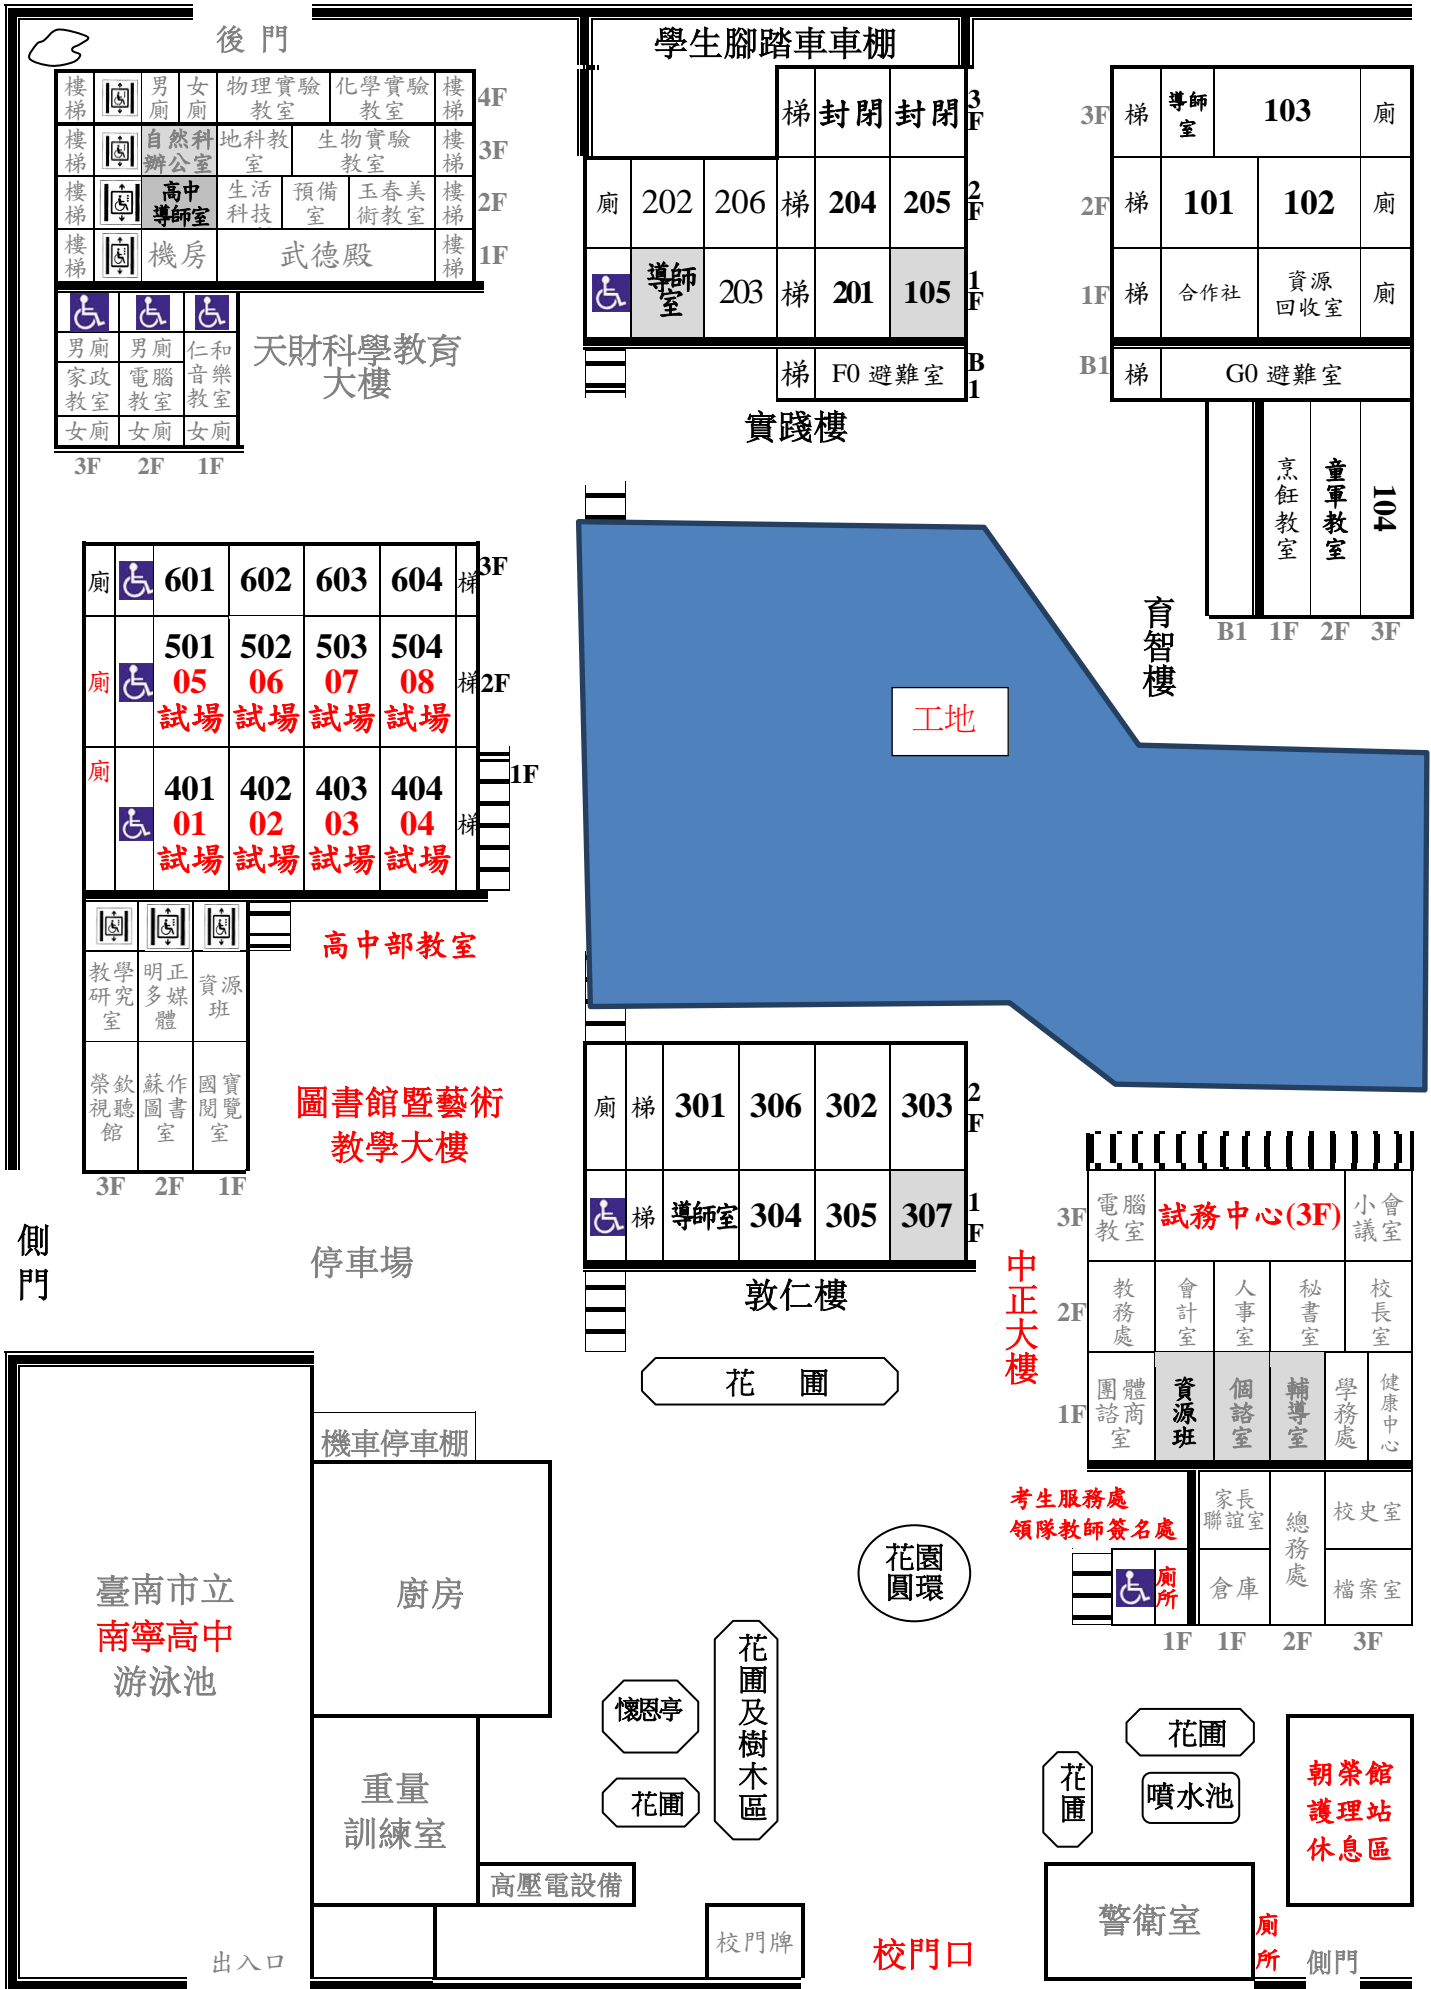 後門
學生腳踏車車棚
樓梯
男廁
女廁
物理實驗教室
化學實驗教室
樓梯
4F
樓梯
自然科辦公室
地科教室
生物實驗教室
樓梯
3F
樓梯
高中導師室
生活科技
預備室
玉春美術教室
樓梯
2F
樓梯
機房
武德殿
樓梯
1F
男廁
男廁
仁和音樂教室
家政教室
電腦教室
女廁
女廁
女廁
3F
2F
1F
天財科學教育大樓
梯
封閉
封閉
3F
廁
202
206
梯
204
205
2F
導師室
203
梯
201
105
1F
梯
F0 避難室
B1
實踐樓
3F
梯
導師室
103
廁
2F
梯
101
102
廁
1F
梯
合作社
資源回收室
廁
B1
梯
G0 避難室
烹飪教室
童軍教室
104
B1
1F
2F
3F
育智樓
廁
601
602
603
604
梯
3F
廁
501
05
試場
502
06
試場
503
07
試場
504
08
試場
梯
2F
廁
401
01
試場
402
02
試場
403
03
試場
404
04
試場
梯
1F
工地
高中部教室
教學研究室
明正多媒體
資源班
榮欽視聽館
蘇作圖書室
國寶閱覽室
3F
2F
1F
圖書館暨藝術
教學大樓
廁
梯
301
306
302
303
2F
梯
導師室
304
305
307
1F
敦仁樓
側門
停車場
花圃
中正大樓
3F
電腦教室
試務中心(3F)
小會議室
2F
教務處
會計室
人事室
秘書室
校長室
1F
團體諮商室
資源班
個諮室
輔導室
學務處
健康中心
考生服務處
領隊教師簽名處
廁所
家長聯誼室
總務處
校史室
倉庫
檔案室
1F
1F
2F
3F
機車停車棚
廚房
臺南市立
南寧高中
游泳池
重量
訓練室
高壓電設備
出入口
花園圓環
花圃及樹木區
懷恩亭
花圃
花圃
花圃
噴水池
朝榮館
護理站
休息區
校門牌
校門口
警衛室
廁所
側門